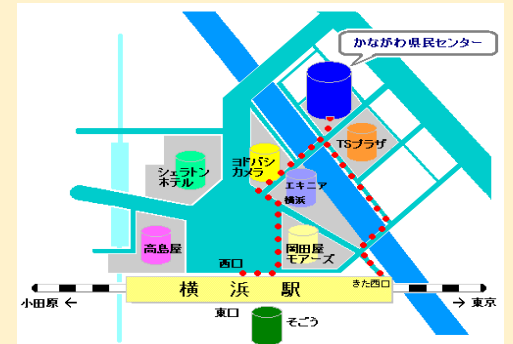 かながわ県民センター
TSプラザ
ヨドバシ
カメラ
シェラトン
ホテル
エキニア
横浜
高島屋
岡田屋
モアーズ
西口
きた西口
横浜駅
小田原 ←
→ 東京
東口
そごう